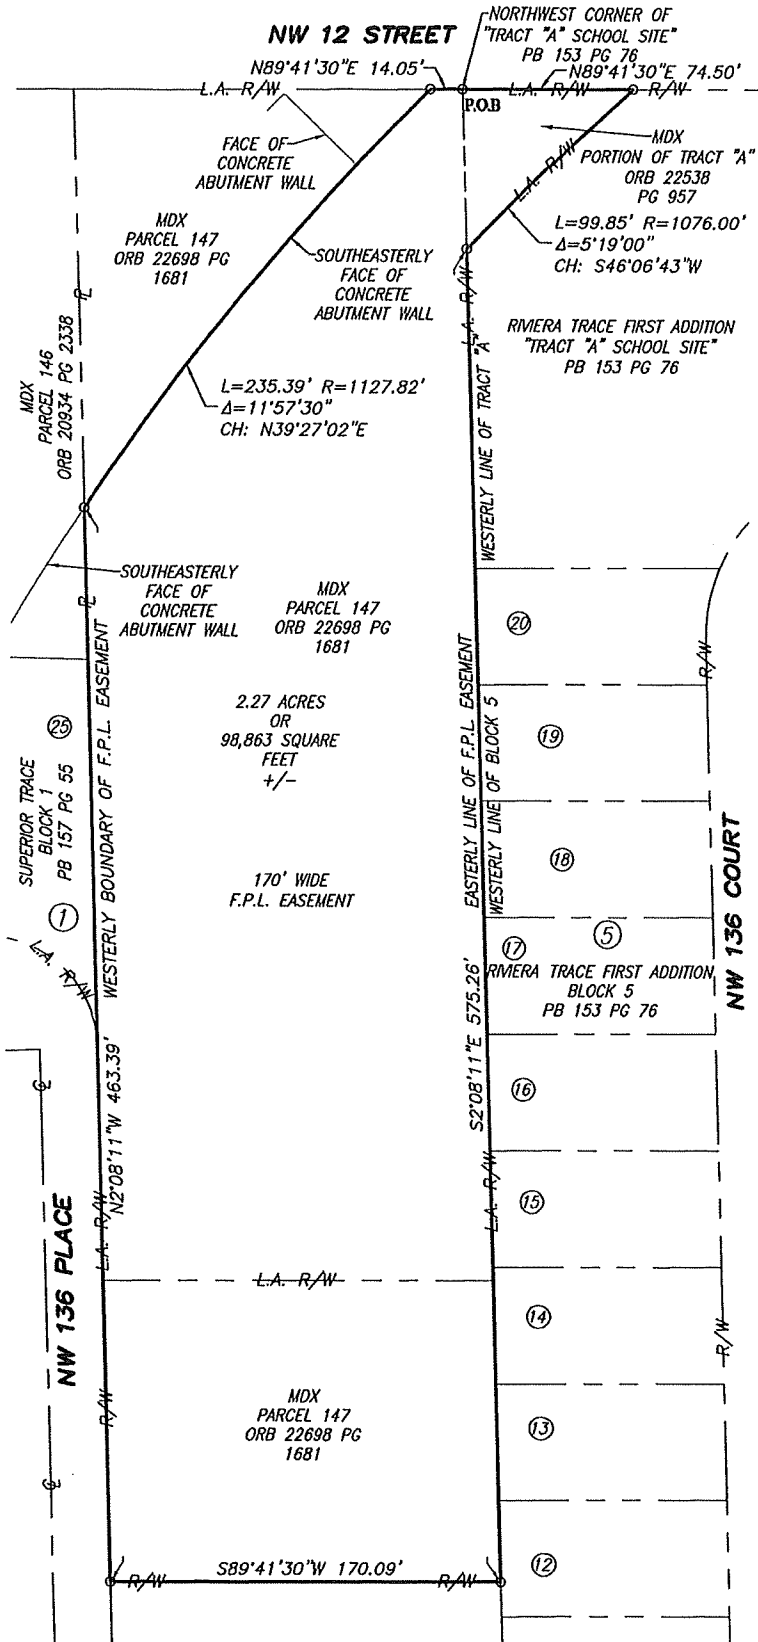 NW 12 STREET
NORTHWEST CORNER OF
"TRACT "A" SCHOOL SITE"
PB 153 PG 76
N89°41'30"E 14.05'
N89°41'30"E 74.50'
L.A. R/W
L.A. R/W
R/W
P.O.B
FACE OF
CONCRETE
ABUTMENT WALL
MDX
PORTION OF TRACT "A"
ORB 22538
PG 957
L.A. R/W
L=99.85' R=1076.00'
Δ=5°19'00"
CH: S46°06'43"W
MDX
PARCEL 147
ORB 22698 PG
1681
SOUTHEASTERLY
FACE OF
CONCRETE
ABUTMENT WALL
L.A. R/W
RIVIERA TRACE FIRST ADDITION
"TRACT "A" SCHOOL SITE"
PB 153 PG 76
PL
MDX
PARCEL 146
ORB 20934 PG 2338
L=235.39' R=1127.82'
Δ=11°57'30"
CH: N39°27'02"E
WESTERLY LINE OF TRACT "A"
SOUTHEASTERLY
FACE OF
CONCRETE
ABUTMENT WALL
PL
MDX
PARCEL 147
ORB 22698 PG
1681
20
R/W
2.27 ACRES
OR
98,863 SQUARE
FEET
+/-
25
SUPERIOR TRACE
BLOCK 1
PB 157 PG 55
1
WESTERLY BOUNDARY OF F.P.L. EASEMENT
EASTERLY LINE OF F.P.L. EASEMENT
WESTERLY LINE OF BLOCK 5
19
18
170' WIDE
F.P.L. EASEMENT
NW 136 COURT
L.A. R/W
17
5
RIVIERA TRACE FIRST ADDITION
BLOCK 5
PB 153 PG 76
N2°08'11"W 463.39'
S2°08'11"E 575.26'
CL
16
L.A. R/W
L.A. R/W
15
NW 136 PLACE
L.A. R/W
14
R/W
R/W
MDX
PARCEL 147
ORB 22698 PG
1681
13
CL
S89°41'30"W 170.09'
R/W
R/W
12